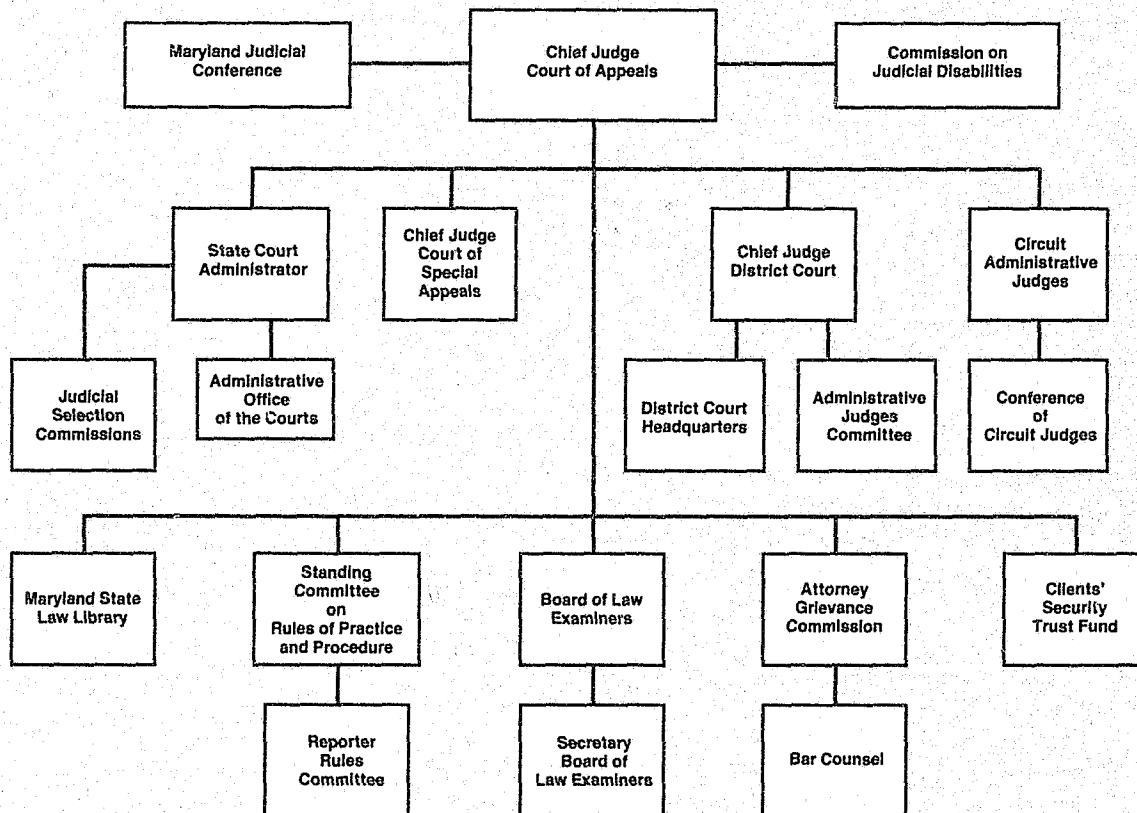 Maryland Judicial
Conference
Chief Judge
Court of Appeals
Commission on
Judicial Disabilities
State Court
Administrator
Chief Judge
Court of
Special
Appeals
Chief Judge
District Court
Circuit
Administrative
Judges
Judicial
Selection
Commissions
Administrative
Office
of the Courts
District Court
Headquarters
Administrative
Judges
Committee
Conference
of
Circuit Judges
Maryland State
Law Library
Standing
Committee
on
Rules of Practice
and Procedure
Board of Law
Examiners
Attorney
Grievance
Commission
Clients'
Security
Trust Fund
Reporter
Rules
Committee
Secretary
Board of
Law Examiners
Bar Counsel